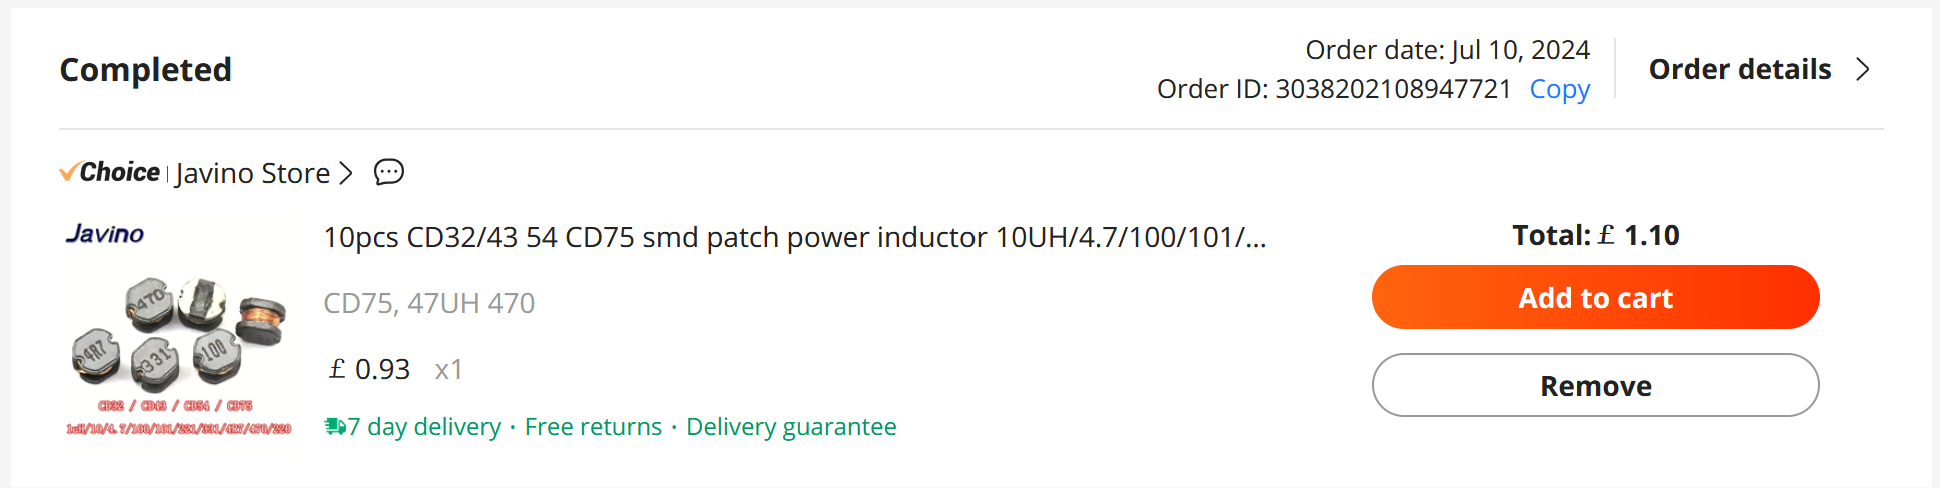 Completed
Order date: Jul 10, 2024
Order ID: 3038202108947721 Copy
Order details
Choice | Javino Store
Javino
470
4R7
331
100
CD32 / CD43 / CD54 / CD75
1uH/10/4.7/100/101/221/331/4R7/470/220
10pcs CD32/43 54 CD75 smd patch power inductor 10UH/4.7/100/101/...
CD75, 47UH 470
£ 0.93 x1
7 day delivery · Free returns · Delivery guarantee
Total: £ 1.10
Add to cart
Remove